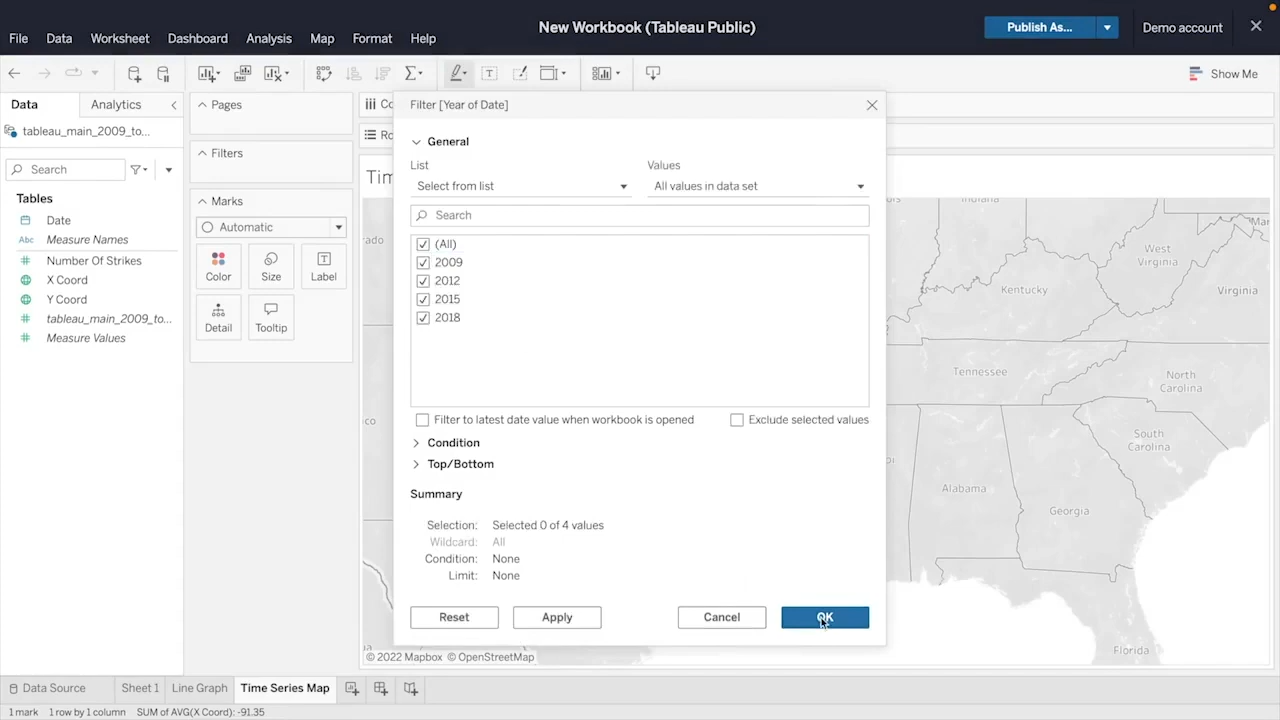 New Workbook (Tableau Public)
Publish As...
Demo account
File Data Worksheet Dashboard Analysis Map Format Help
Show Me
Data Analytics
tableau_main_2009_to...
Search
Tables
Date
Abc Measure Names
Number Of Strikes
X Coord
Y Coord
tableau_main_2009_to...
Measure Values
Pages
Filters
Marks
Automatic
Color Size Label
Detail Tooltip
Filter [Year of Date]
General
List
Values
Select from list
All values in data set
Search
(All)
2009
2012
2015
2018
Filter to latest date value when workbook is opened
Exclude selected values
Condition
Top/Bottom
Summary
Selection: Selected 0 of 4 values
Wildcard: All
Condition: None
Limit: None
Reset Apply Cancel OK
Indiana
West
Virginia
Kentucky
Virginia
Tennessee
North
Carolina
South
Carolina
Alabama
Georgia
Florida
© 2022 Mapbox © OpenStreetMap
Data Source Sheet 1 Line Graph Time Series Map
1 mark 1 row by 1 column SUM of AVG(X Coord): -91.35